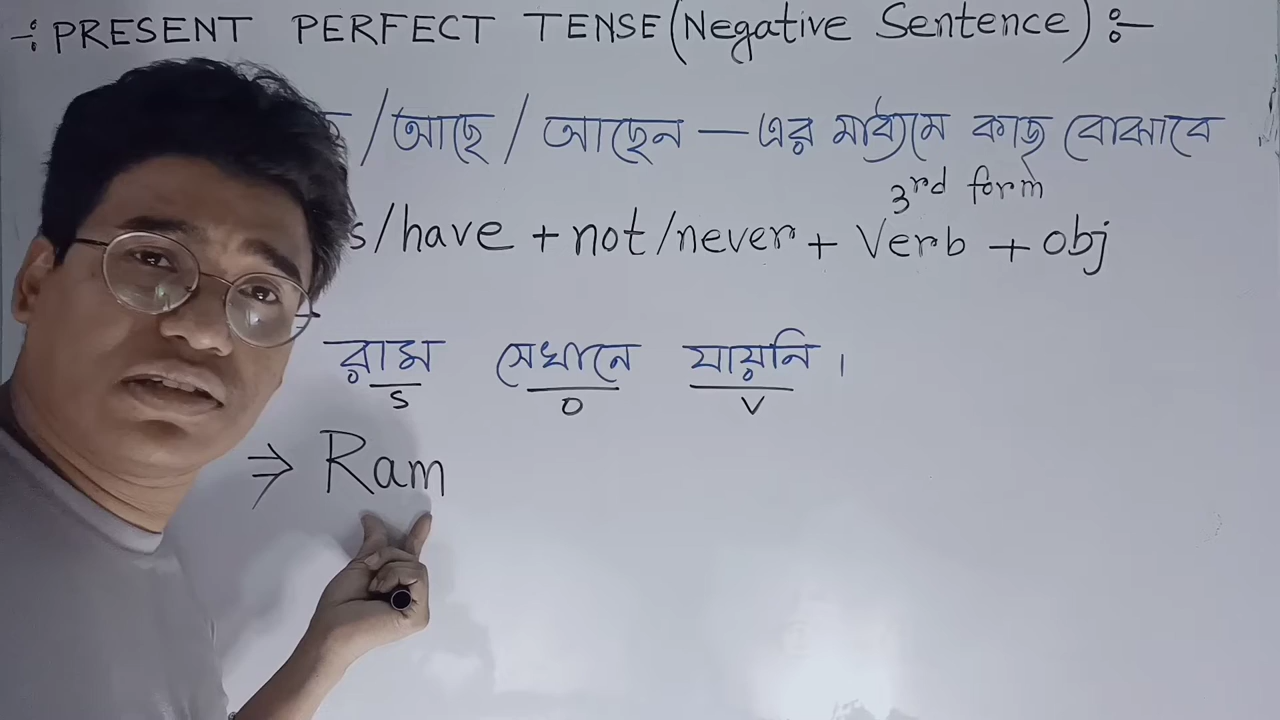 ÷ PRESENT PERFECT TENSE (Negative Sentence) :-
/ আছে / আছেন — এর মাধ্যমে কাজ বোঝাবে
3rd form
s/have + not/never + Verb + obj
রাম সেখানে যায়নি।
S O V
⇒ Ram